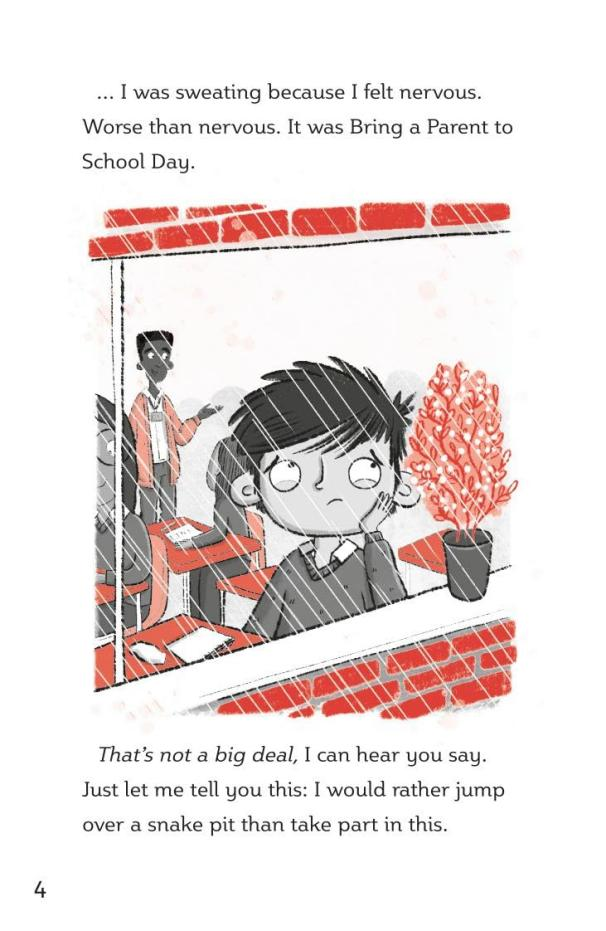 ... I was sweating because I felt nervous.
Worse than nervous. It was Bring a Parent to
School Day.
That's not a big deal, I can hear you say.
Just let me tell you this: I would rather jump
over a snake pit than take part in this.
4